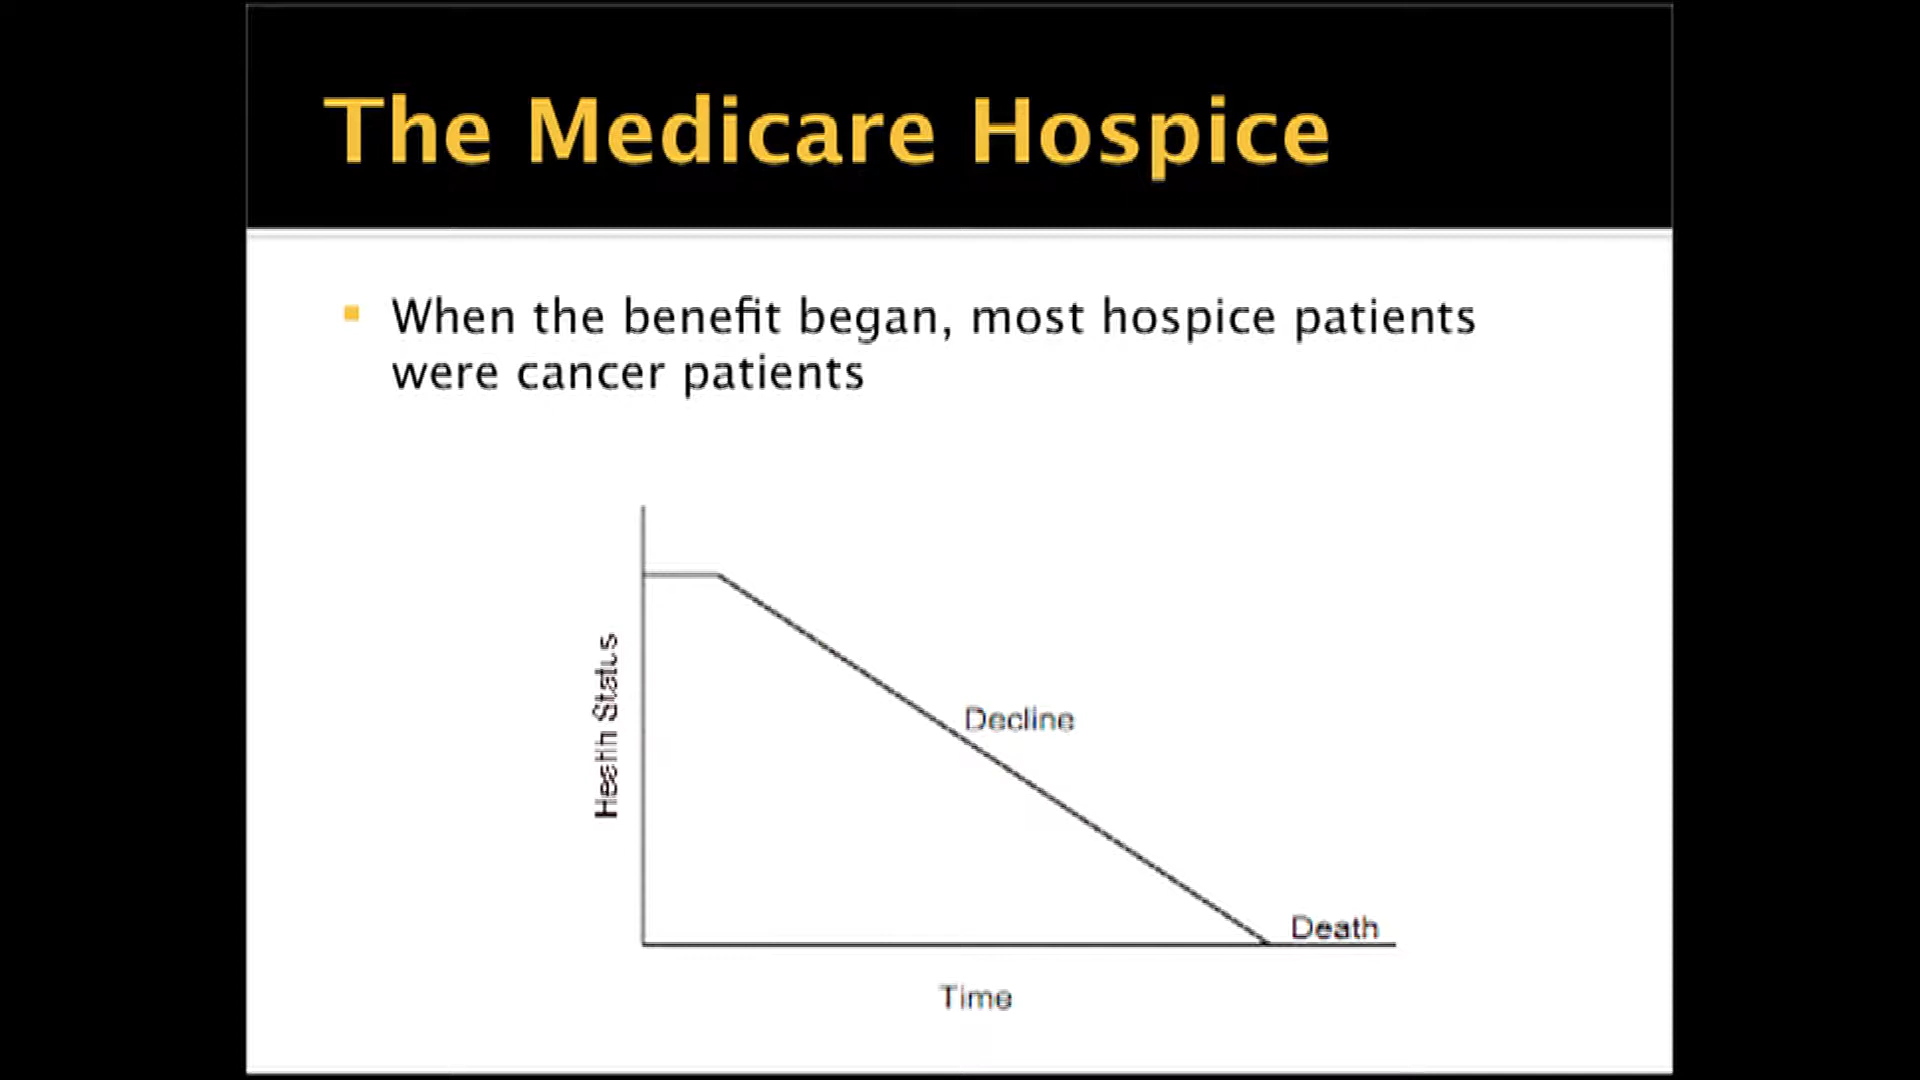 The Medicare Hospice
When the benefit began, most hospice patients
were cancer patients
Health Status
Decline
Death
Time